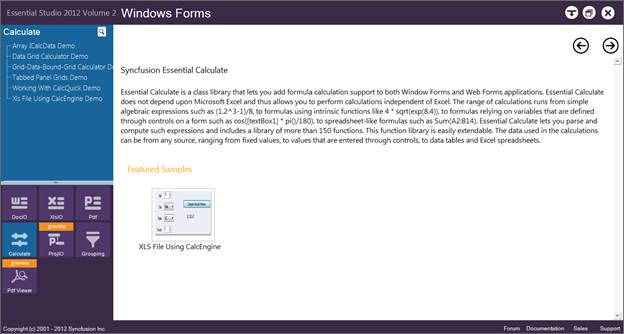 Essential Studio 2012 Volume 2 Windows Forms
Calculate
Array ICalcData Demo
Data Grid Calculator Demo
Grid-Data-Bound-Grid Calculator D
Tabbed Panel Grids Demo
Working With CalcQuick Demo
Xls File Using CalcEngine Demo
Syncfusion Essential Calculate
Essential Calculate is a class library that lets you add formula calculation support to both Window Forms and Web Forms applications. Essential Calculate
does not depend upon Microsoft Excel and thus allows you to perform calculations independent of Excel. The range of calculations runs from simple
algebraic expressions such as (1.2^3-1)/8, to formulas using intrinsic functions like 4 * sqrt(exp(8.4)), to formulas relying on variables that are defined
through controls on a form such as cos([textBox1] * pi()/180), to spreadsheet-like formulas such as Sum(A2:B14). Essential Calculate lets you parse and
compute such expressions and includes a library of more than 150 functions. This function library is easily extendable. The data used in the calculations
can be from any source, ranging from fixed values, to values that are entered through controls, to data tables and Excel spreadsheets.
Featured Samples
XLS File Using CalcEngine
DocIO
XlsIO
Pdf
preview
Calculate
ProjIO
Grouping
preview
Pdf Viewer
Copyright (c) 2001 - 2012 Syncfusion Inc.
Forum Documentation Sales Support